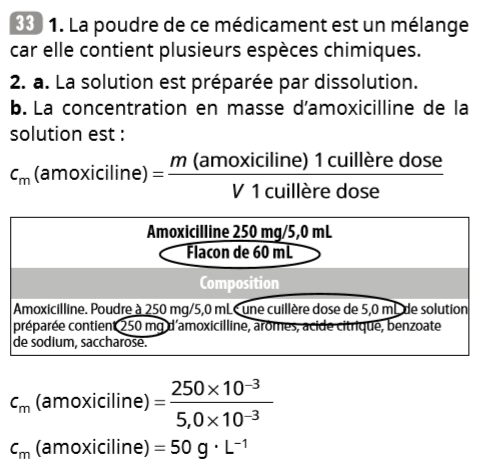 33 1. La poudre de ce médicament est un mélange
car elle contient plusieurs espèces chimiques.
2. a. La solution est préparée par dissolution.
b. La concentration en masse d’amoxicilline de la
solution est :
cm (amoxiciline) = m (amoxiciline) 1 cuillère dose / V 1 cuillère dose
Amoxicilline 250 mg/5,0 mL
Flacon de 60 mL
Composition
Amoxicilline. Poudre à 250 mg/5,0 mL : une cuillère dose de 5,0 mL de solution
préparée contient 250 mg d’amoxicilline, aromes, acide citrique, benzoate
de sodium, saccharose.
cm (amoxiciline) = 250 × 10⁻³ / 5,0 × 10⁻³
cm (amoxiciline) = 50 g · L⁻¹